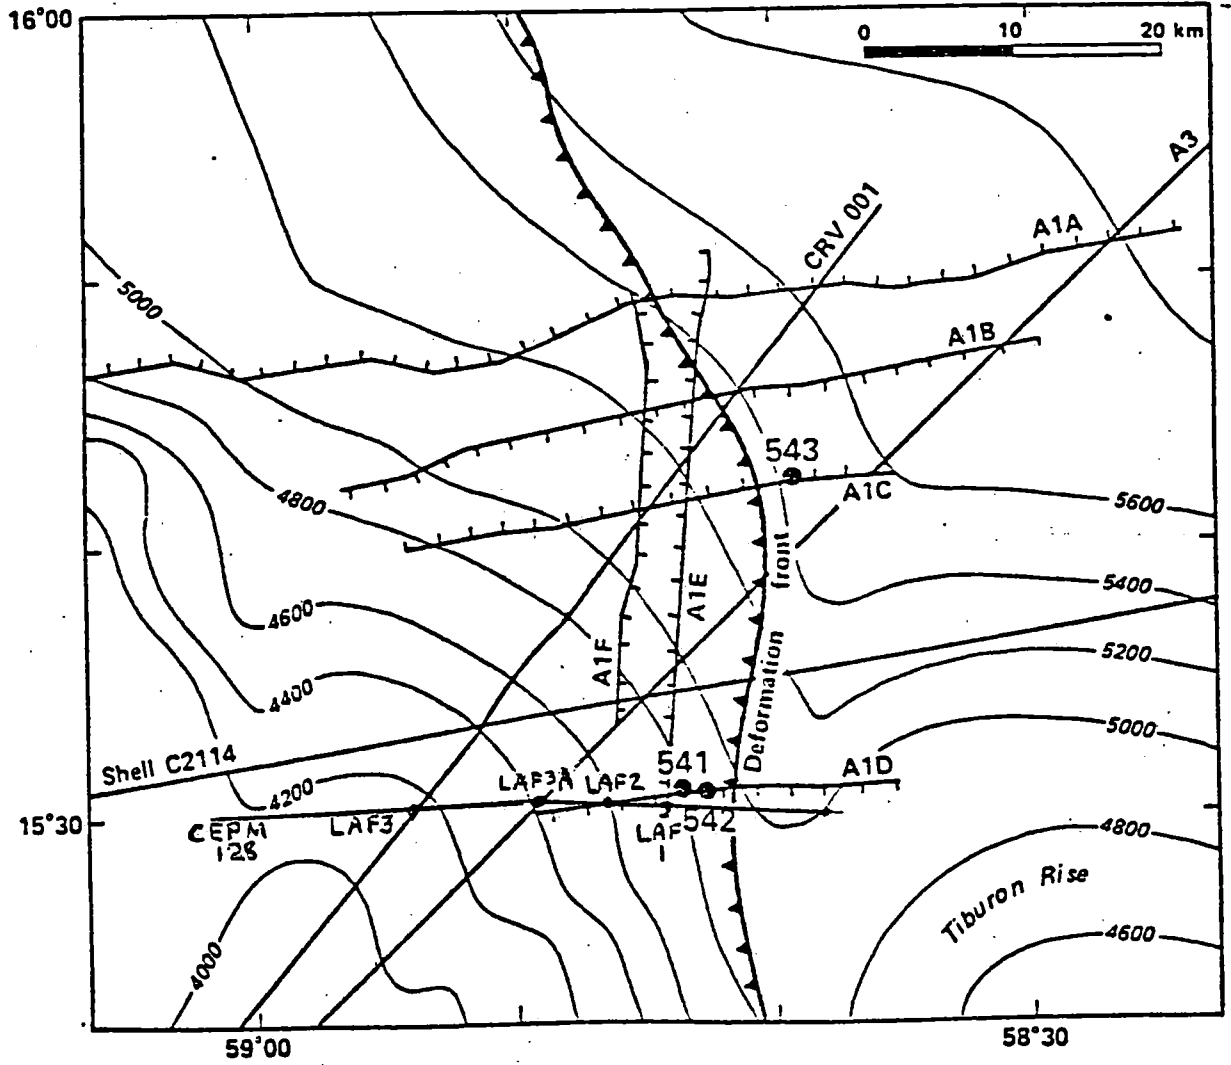 16°00
0 10 20 km
A3
CRV 001
A1A
5000
A1B
543
A1C
4800
5600
front
5400
A1E
4600
A1F
5200
4400
Deformation
5000
Shell C2114
541
A1D
LAF3A LAF2
4200
15°30
CEPM
128
LAF3
LAF
1
542
4800
Tiburon Rise
4600
4000
59°00
58°30